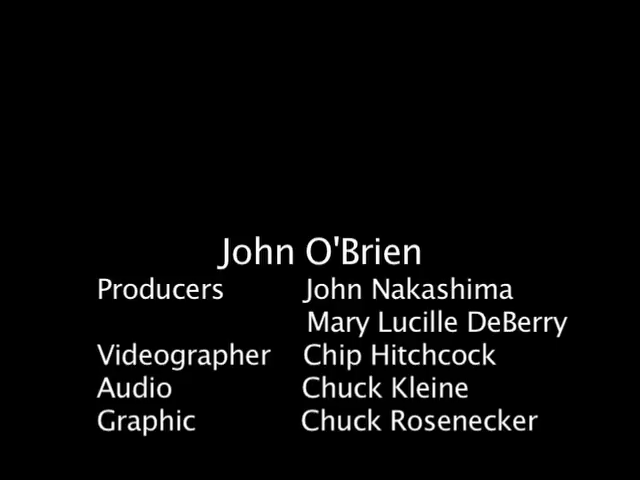 John O'Brien
Producers John Nakashima
Mary Lucille DeBerry
Videographer Chip Hitchcock
Audio Chuck Kleine
Graphic Chuck Rosenecker